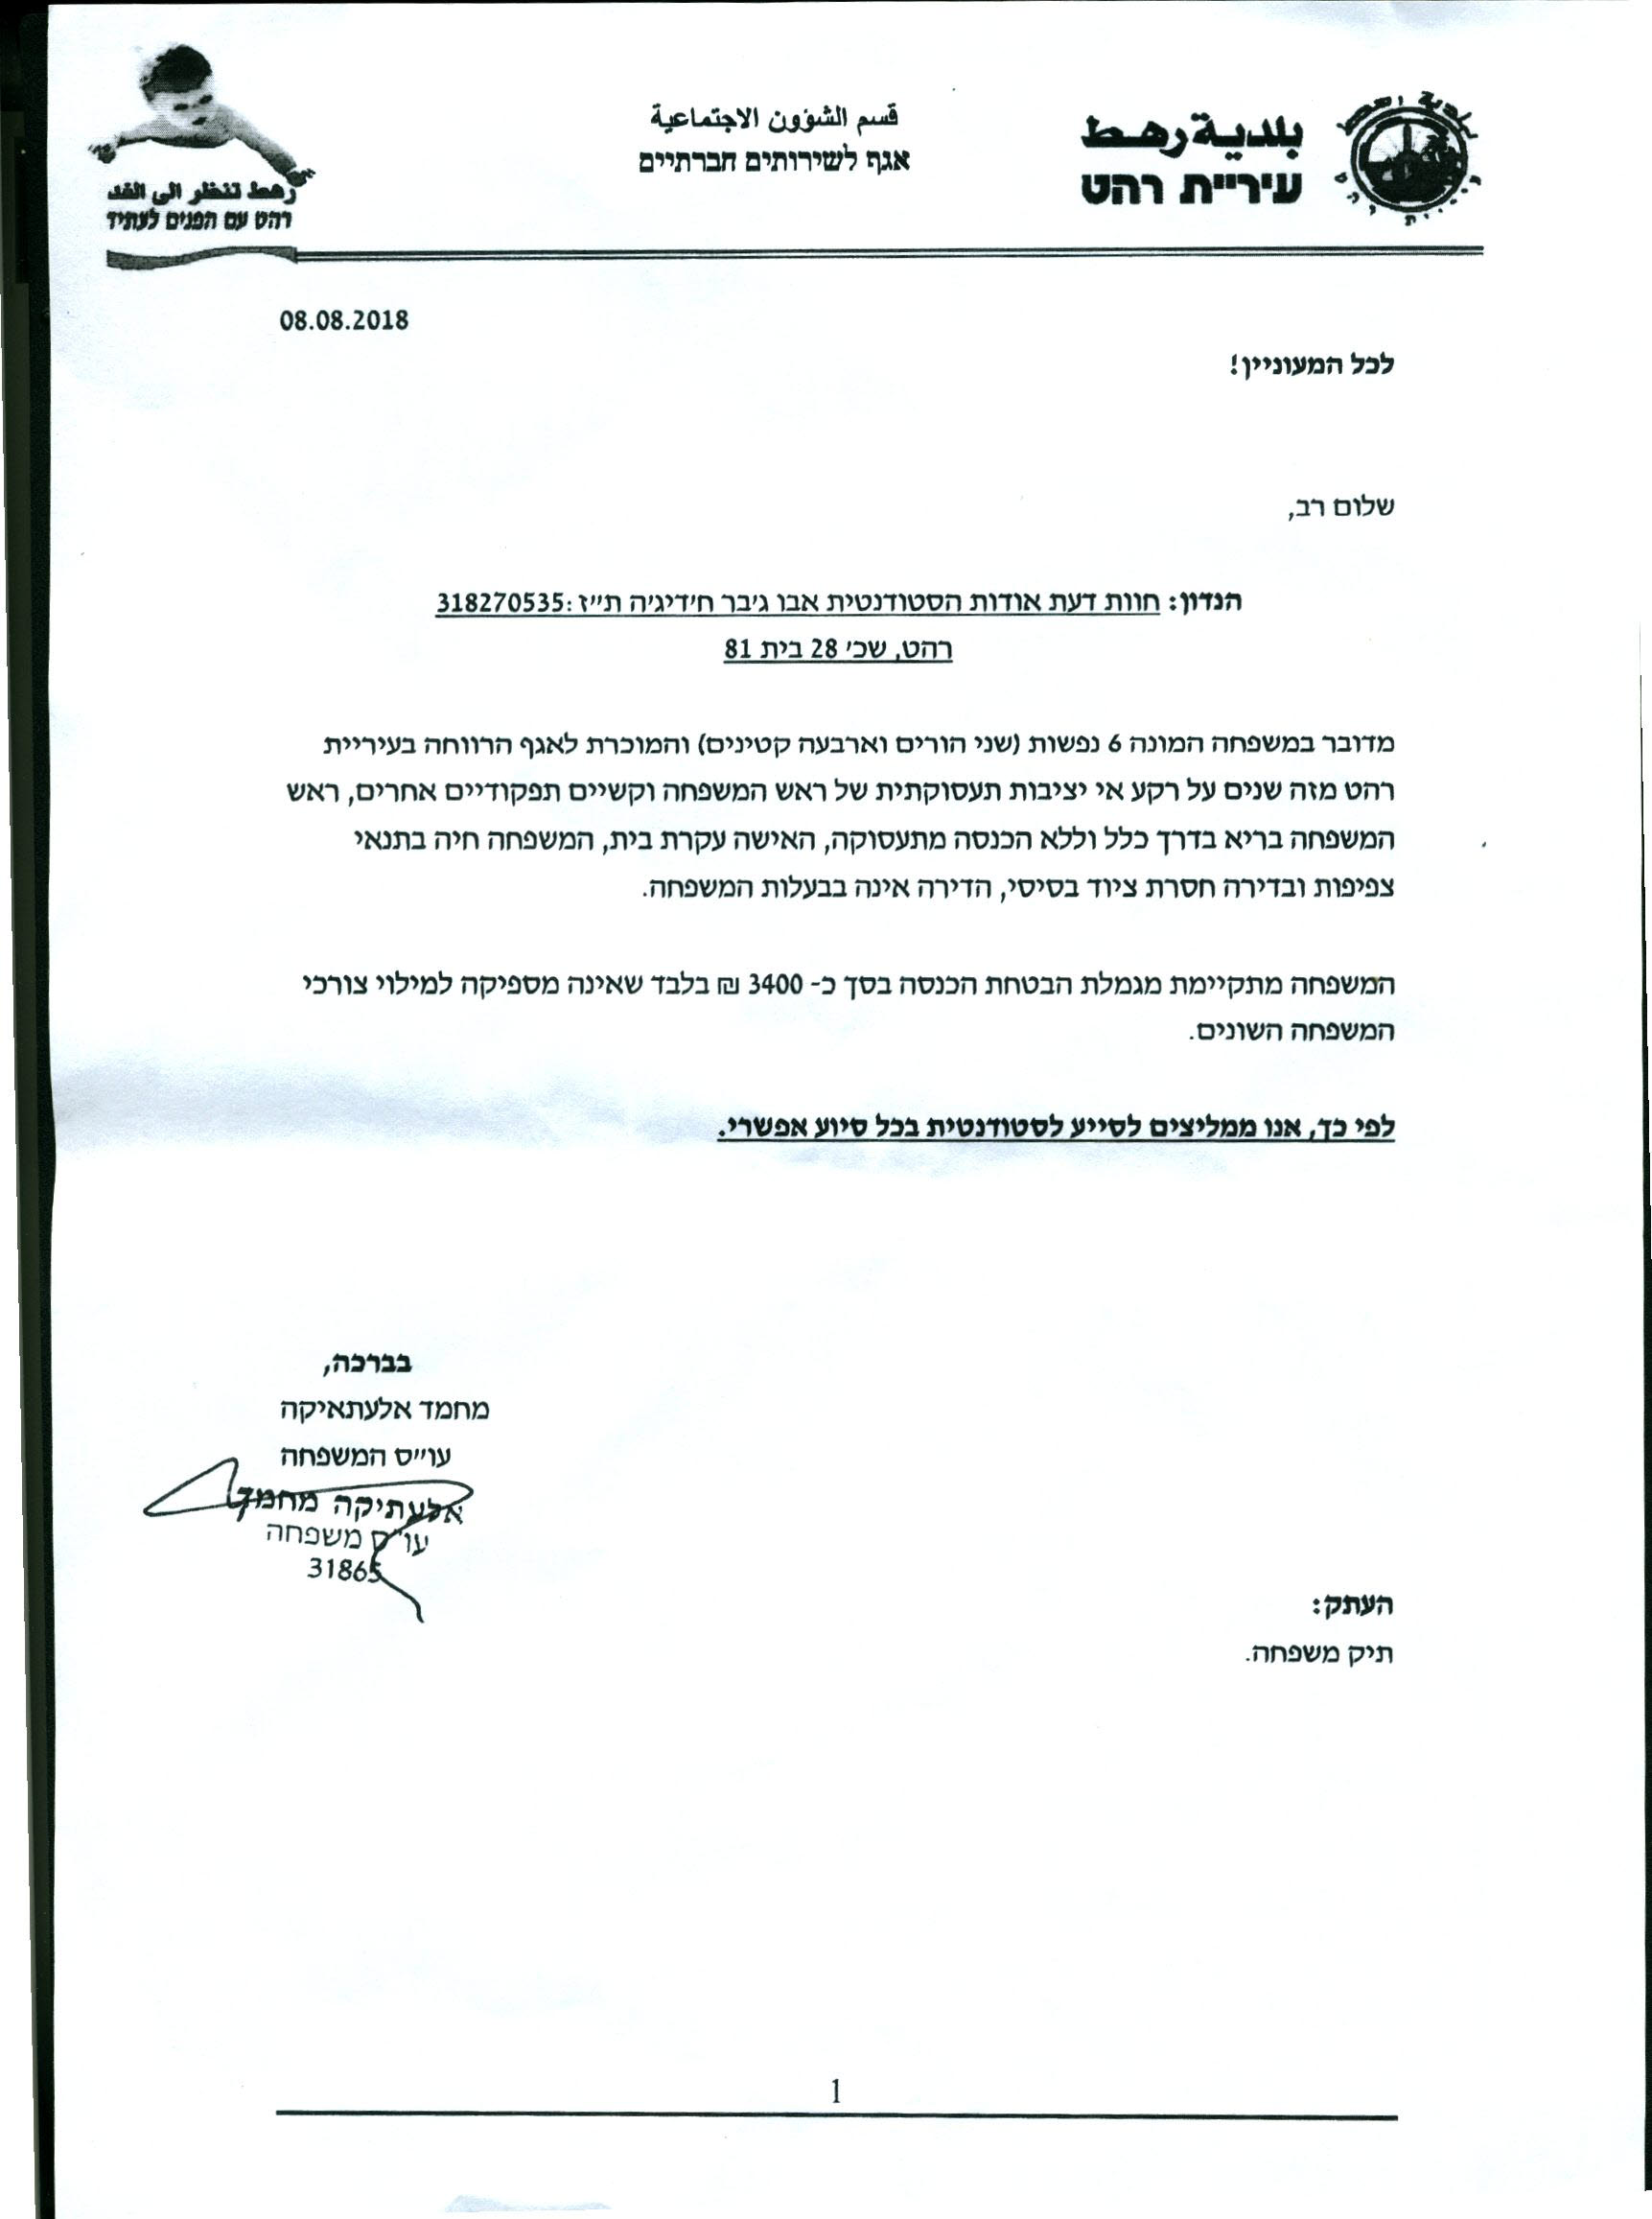 بلدية رهط
עיריית רהט
قسم الشؤون الاجتماعية
אגף לשירותים חברתיים
رهط تنظر الى الغد
רהט עם הפנים לעתיד
08.08.2018
לכל המעוניין!
שלום רב,
הנדון: חוות דעת אודות הסטודנטית אבו ג'בר ח'דיג'ה ת"ז :318270535
רהט, שכ' 28 בית 81
מדובר במשפחה המונה 6 נפשות (שני הורים וארבעה קטינים) והמוכרת לאגף הרווחה בעיריית
רהט מזה שנים על רקע אי יציבות תעסוקתית של ראש המשפחה וקשיים תפקודיים אחרים, ראש
המשפחה בריא בדרך כלל וללא הכנסה מתעסוקה, האישה עקרת בית, המשפחה חיה בתנאי
צפיפות ובדירה חסרת ציוד בסיסי, הדירה אינה בבעלות המשפחה.
המשפחה מתקיימת מגמלת הבטחת הכנסה בסך כ- 3400 ₪ בלבד שאינה מספיקה למילוי צורכי
המשפחה השונים.
לפי כך, אנו ממליצים לסייע לסטודנטית בכל סיוע אפשרי.
בברכה,
מחמד אלעתאיקה
עו"ס המשפחה
אלעתיקה מחמד
עו"ס משפחה
31865
העתק:
תיק משפחה.
1